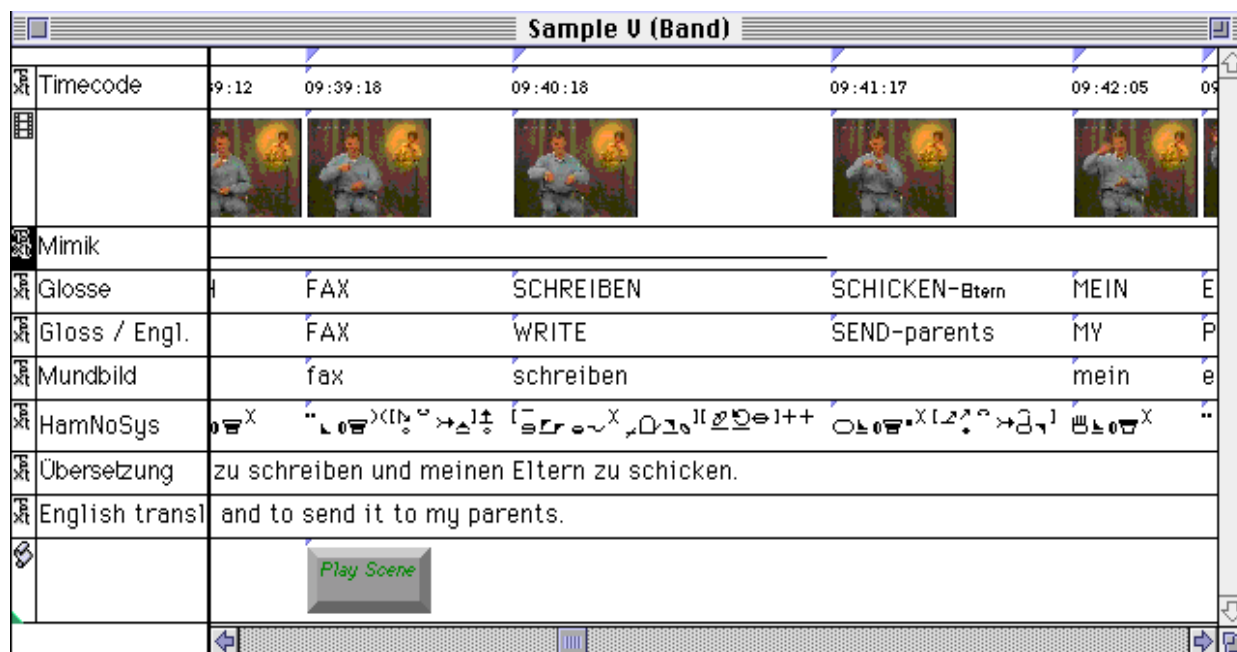 Sample V (Band)
Timecode 9:12 09:39:18 09:40:18 09:41:17 09:42:05 09
Mimik
Glosse FAX SCHREIBEN SCHICKEN-Eltern MEIN E
Gloss / Engl. FAX WRITE SEND-parents MY P
Mundbild fax schreiben mein e
HamNoSys
Übersetzung zu schreiben und meinen Eltern zu schicken.
English transl and to send it to my parents.
Play Scene